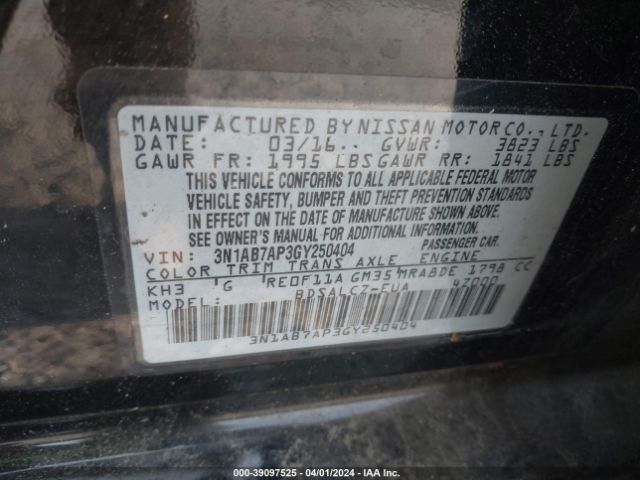 MANUFACTURED BY NISSAN MOTOR CO., LTD.
DATE: 03/16.. GVWR: 3823 LBS
GAWR FR: 1995 LBS GAWR RR: 1841 LBS
THIS VEHICLE CONFORMS TO ALL APPLICABLE FEDERAL MOTOR
VEHICLE SAFETY, BUMPER AND THEFT PREVENTION STANDARDS
IN EFFECT ON THE DATE OF MANUFACTURE SHOWN ABOVE.
SEE OWNER'S MANUAL FOR ADDITIONAL INFORMATION.
VIN: 3N1AB7AP3GY250404 PASSENGER CAR.
COLOR TRIM TRANS AXLE ENGINE
KH3 G RE0F11A GM35 MRA8DE 1798 CC
MODEL: BDSALCZ-EUA 4Z000
3N1AB7AP3GY250404
000-39097525 - 04/01/2024 - IAA Inc.